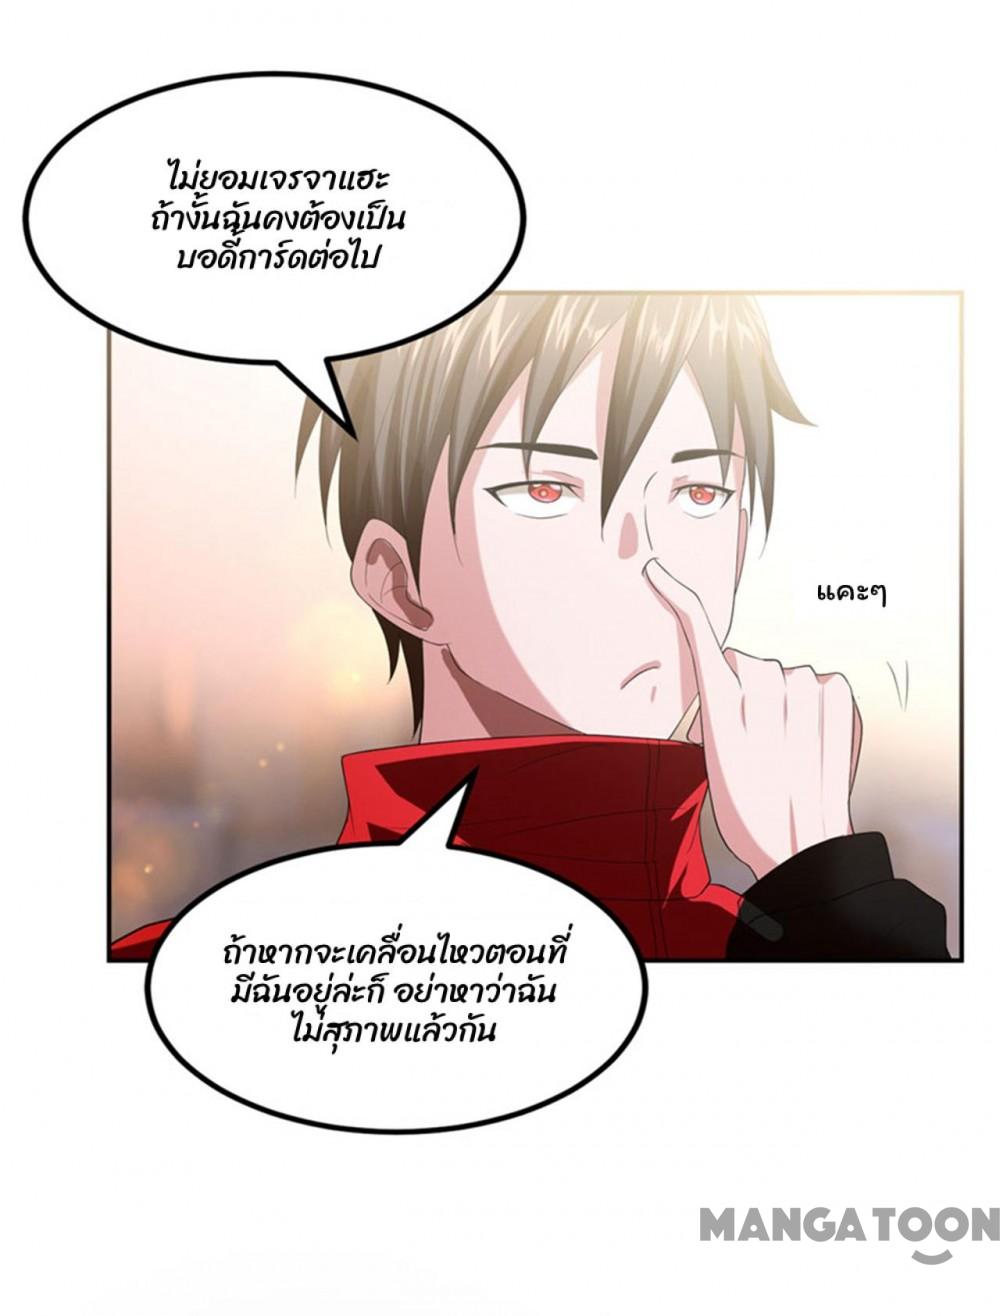 ไม่ยอมเจรจาแฮะ
ถ้างั้นฉันคงต้องเป็น
บอดี้การ์ดต่อไป
แคะๆ
ถ้าหากจะเคลื่อนไหวตอนที่
มีฉันอยู่ล่ะก็ อย่าหาว่าฉัน
ไม่สุภาพแล้วกัน
MANGATOON